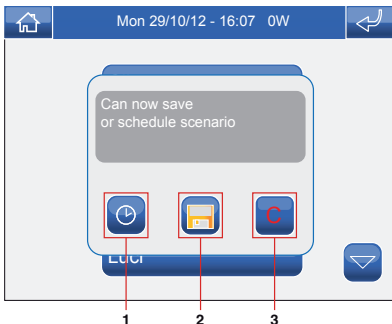 Mon 29/10/12 - 16:07 0W
Can now save
or schedule scenario
C
Luci
1 2 3